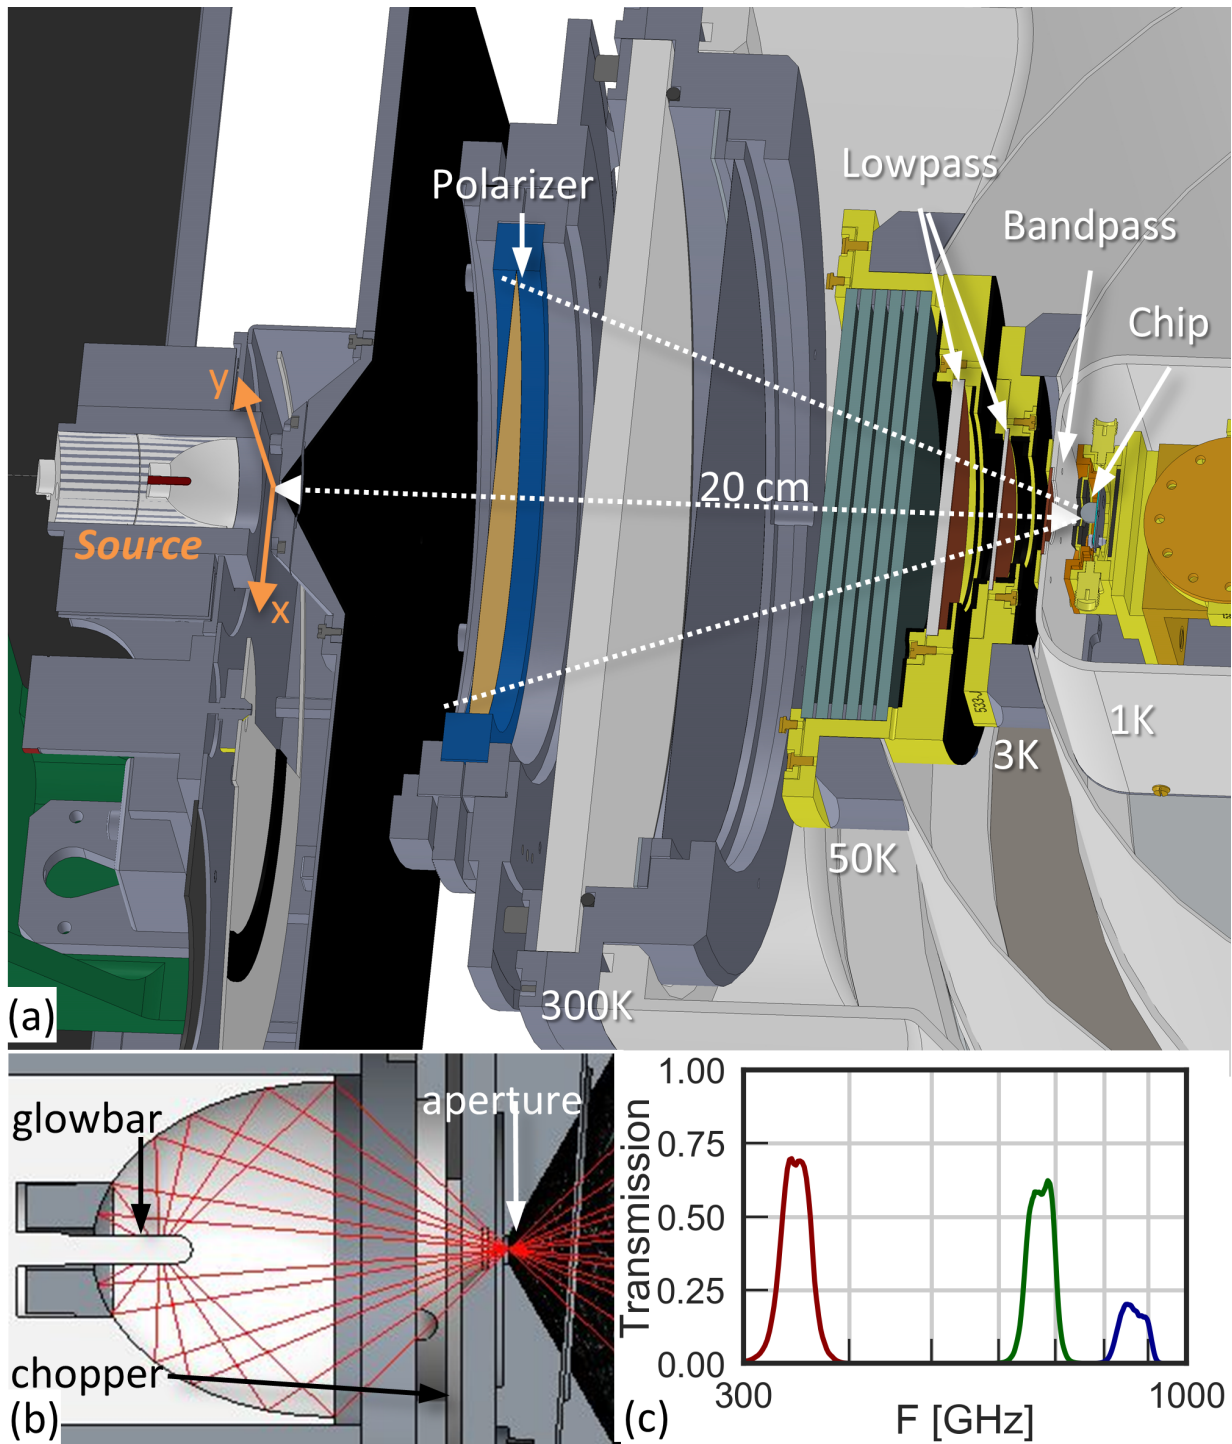 Lowpass
Polarizer
Bandpass
Chip
y
20 cm
Source
x
533-J
1K
3K
50K
300K
(a)
glowbar
aperture
chopper
(b)
1.00
0.75
0.50
0.25
0.00
Transmission
300
1000
F [GHz]
(c)